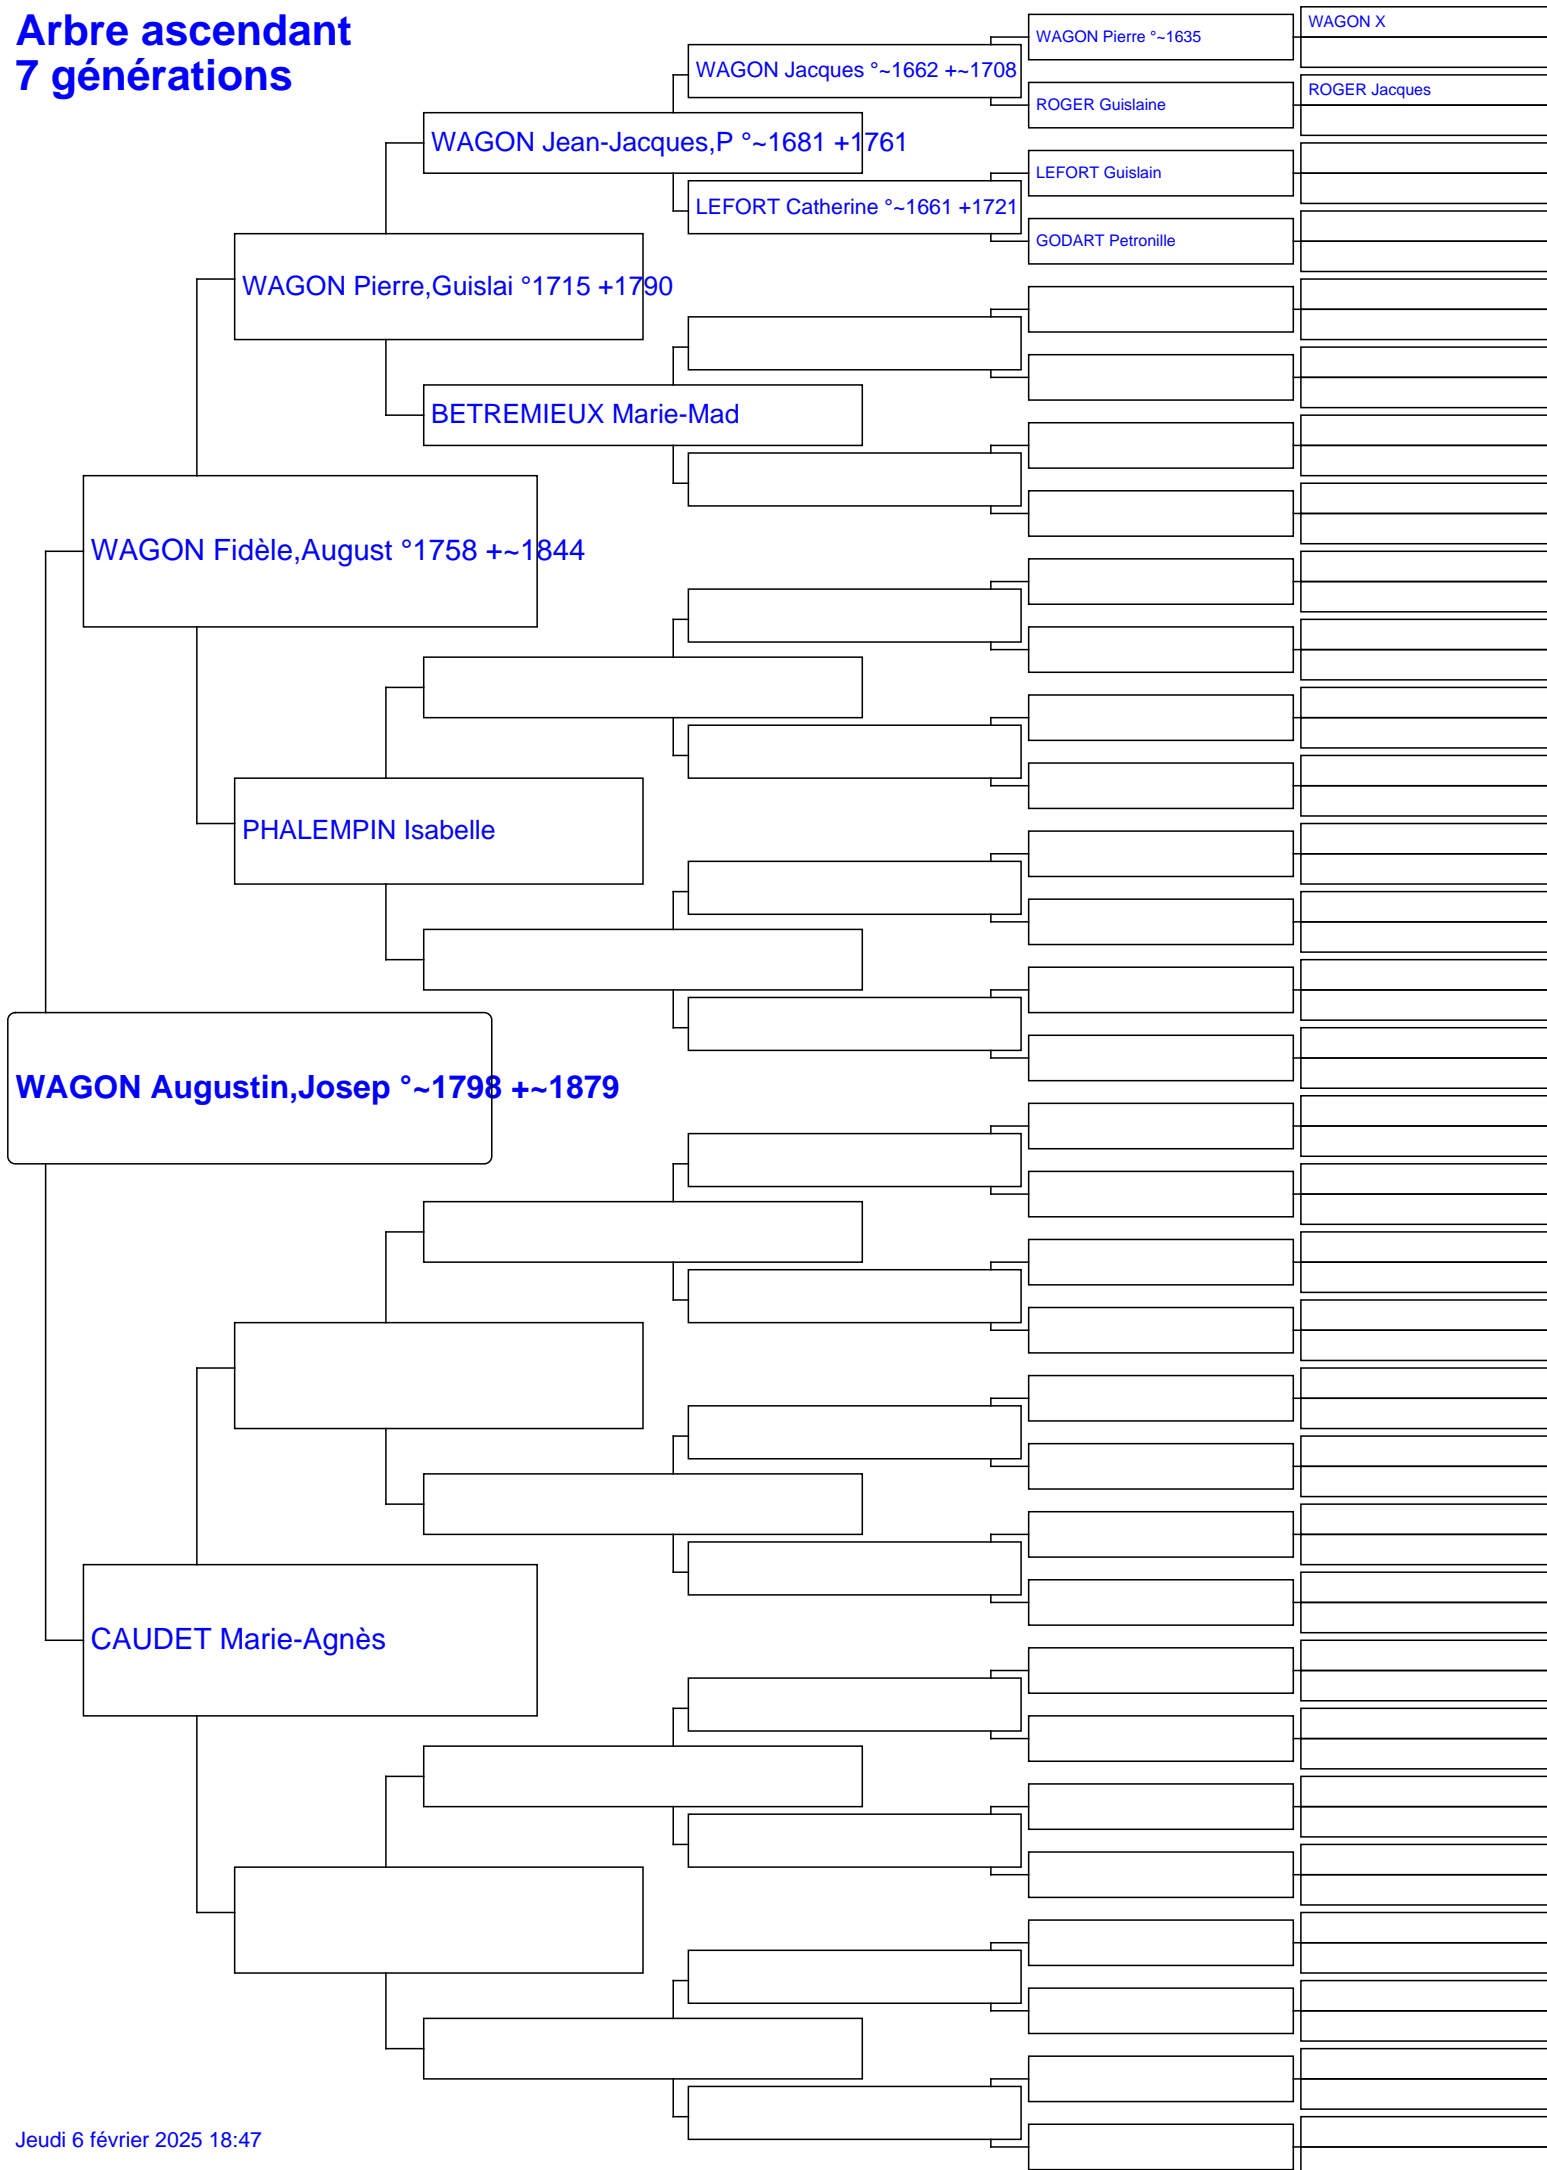 Arbre ascendant
7 générations
WAGON X
WAGON Pierre °~1635
WAGON Jacques °~1662 +~1708
ROGER Jacques
ROGER Guislaine
WAGON Jean-Jacques,P °~1681 +1761
LEFORT Guislain
LEFORT Catherine °~1661 +1721
GODART Petronille
WAGON Pierre,Guislai °1715 +1790
BETREMIEUX Marie-Mad
WAGON Fidèle,August °1758 +~1844
PHALEMPIN Isabelle
WAGON Augustin,Josep °~1798 +~1879
CAUDET Marie-Agnès
Jeudi 6 février 2025 18:47